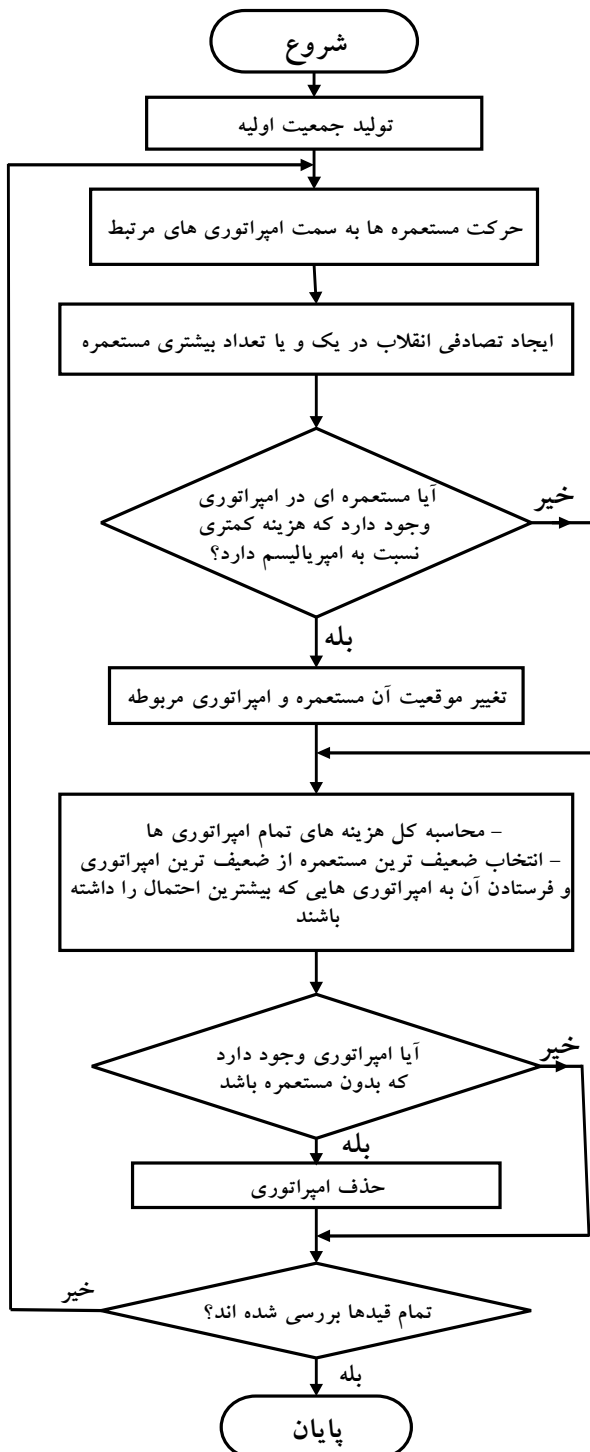 شروع
تولید جمعیت اولیه
حرکت مستعمره ها به سمت امپراتوری های مرتبط
ایجاد تصادفی انقلاب در یک و یا تعداد بیشتری مستعمره
آیا مستعمره ای در امپراتوری
وجود دارد که هزینه کمتری
نسبت به امپریالیسم دارد؟
خیر
بله
تغییر موقعیت آن مستعمره و امپراتوری مربوطه
– محاسبه کل هزینه های تمام امپراتوری ها
– انتخاب ضعیف ترین مستعمره از ضعیف ترین امپراتوری
و فرستادن آن به امپراتوری هایی که بیشترین احتمال را داشته
باشند
آیا امپراتوری وجود دارد
که بدون مستعمره باشد
خیر
بله
حذف امپراتوری
تمام قیدها بررسی شده اند؟
خیر
بله
پایان